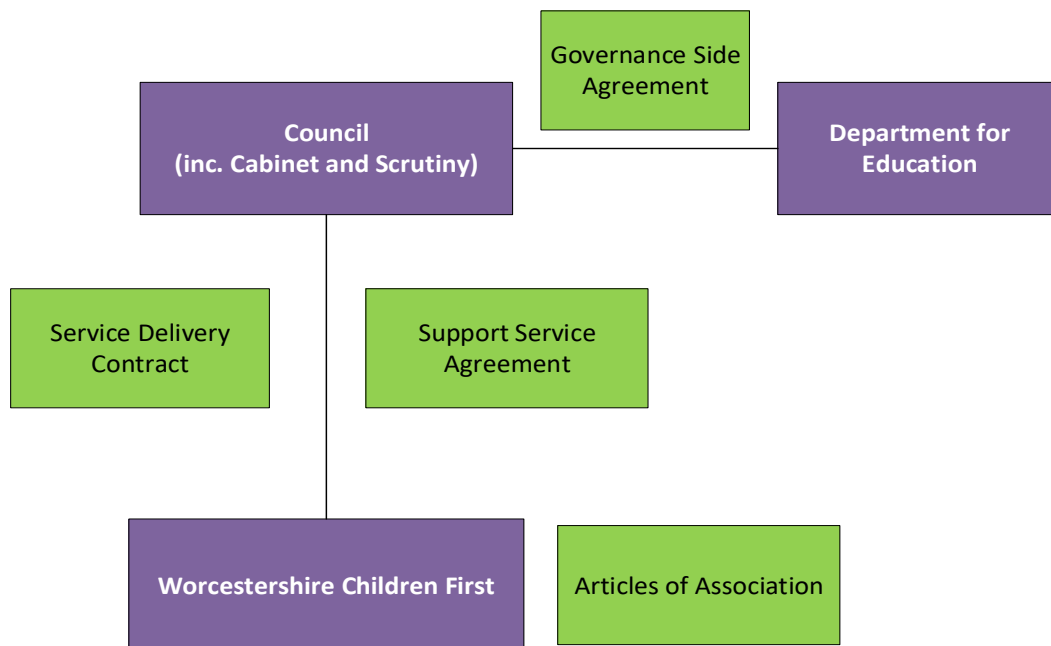 Governance Side
Agreement
Council
(inc. Cabinet and Scrutiny)
Department for
Education
Service Delivery
Contract
Support Service
Agreement
Worcestershire Children First
Articles of Association